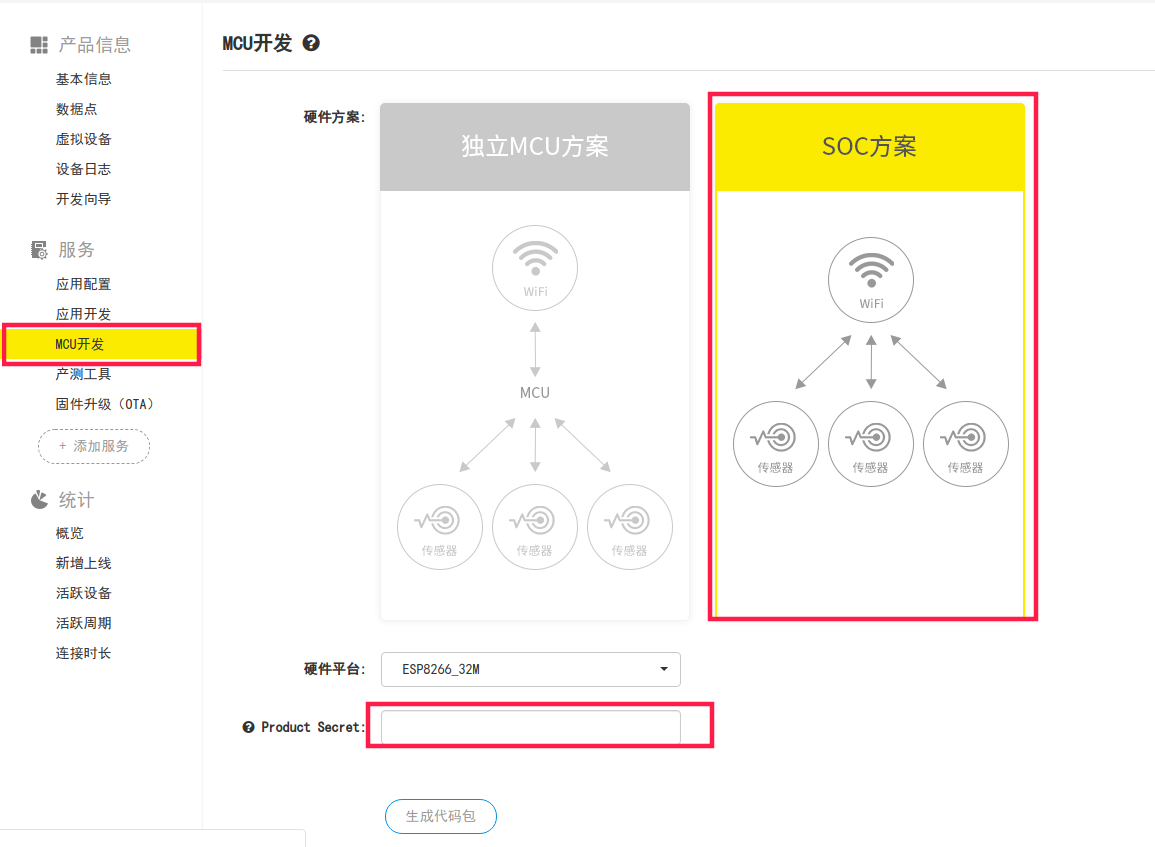 产品信息
基本信息
数据点
虚拟设备
设备日志
开发向导
服务
应用配置
应用开发
MCU开发
产测工具
固件升级（OTA）
+ 添加服务
统计
概览
新增上线
活跃设备
活跃周期
连接时长
MCU开发 ?
硬件方案:
独立MCU方案
WiFi
MCU
传感器 传感器 传感器
SOC方案
WiFi
传感器 传感器 传感器
硬件平台: ESP8266_32M
? Product Secret:
生成代码包